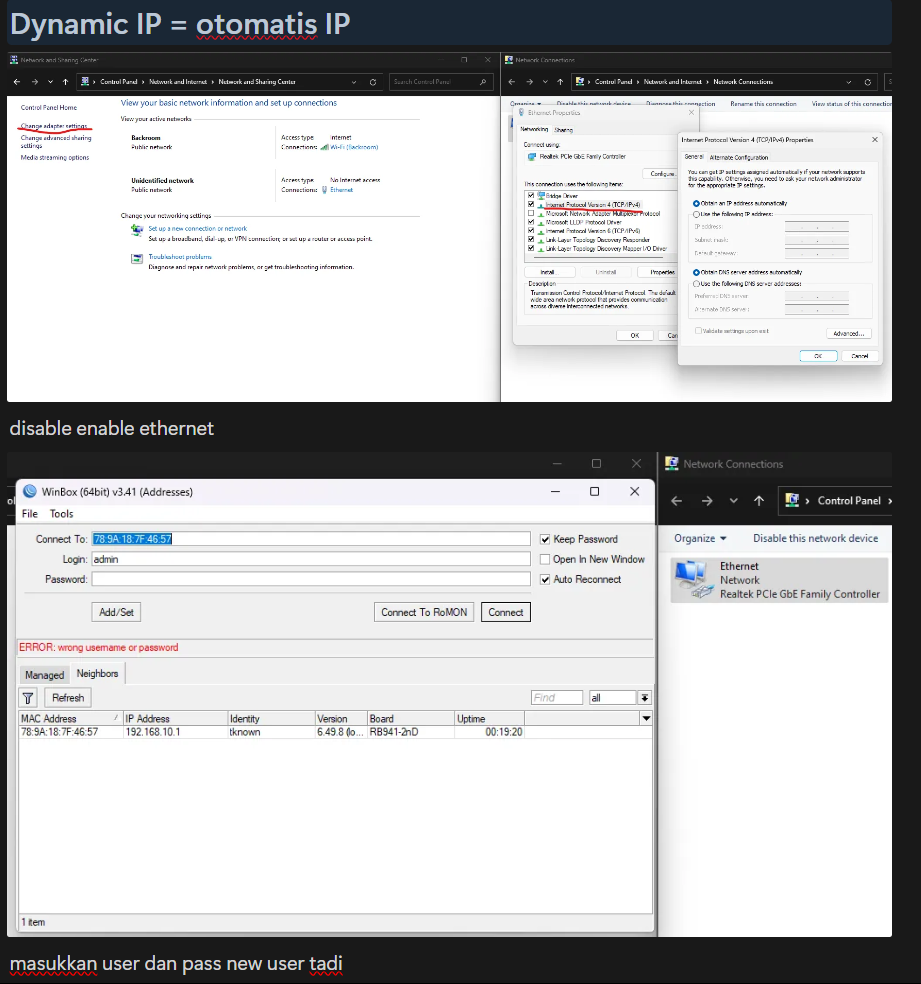 Dynamic IP = otomatis IP
Network and Sharing Center
Control Panel > Network and Internet > Network and Sharing Center
Search Control Panel
Control Panel Home
Change adapter settings
Change advanced sharing
settings
Media streaming options
View your basic network information and set up connections
View your active networks
Backroom
Public network
Access type: Internet
Connections: Wi-Fi (Backroom)
Unidentified network
Public network
Access type: No Internet access
Connections: Ethernet
Change your networking settings
Set up a new connection or network
Set up a broadband, dial-up, or VPN connection; or set up a router or access point.
Troubleshoot problems
Diagnose and repair network problems, or get troubleshooting information.
Network Connections
Control Panel > Network and Internet > Network Connections
Organize Disable this network device Diagnose this connection Rename this connection View status of this connection
Ethernet Properties
Networking Sharing
Connect using:
Realtek PCIe GbE Family Controller
Configure...
This connection uses the following items:
Bridge Driver
Internet Protocol Version 4 (TCP/IPv4)
Microsoft Network Adapter Multiplexor Protocol
Microsoft LLDP Protocol Driver
Internet Protocol Version 6 (TCP/IPv6)
Link-Layer Topology Discovery Responder
Link-Layer Topology Discovery Mapper I/O Driver
Install... Uninstall Properties
Description
Transmission Control Protocol/Internet Protocol. The default
wide area network protocol that provides communication
across diverse interconnected networks.
OK
Internet Protocol Version 4 (TCP/IPv4) Properties
General Alternate Configuration
You can get IP settings assigned automatically if your network supports
this capability. Otherwise, you need to ask your network administrator
for the appropriate IP settings.
Obtain an IP address automatically
Use the following IP address:
IP address:
Subnet mask:
Default gateway:
Obtain DNS server address automatically
Use the following DNS server addresses:
Preferred DNS server:
Alternate DNS server:
Validate settings upon exit
Advanced...
OK Cancel
disable enable ethernet
WinBox (64bit) v3.41 (Addresses)
File Tools
Connect To: 78:9A:18:7F:46:57
Keep Password
Login: admin
Open In New Window
Password:
Auto Reconnect
Add/Set Connect To RoMON Connect
ERROR: wrong username or password
Managed Neighbors
Refresh
Find all
MAC Address IP Address Identity Version Board Uptime
78:9A:18:7F:46:57 192.168.10.1 tknown 6.49.8 (lo... RB941-2nD 00:19:20
1 item
Network Connections
Control Panel >
Organize Disable this network device
Ethernet
Network
Realtek PCIe GbE Family Controller
masukkan user dan pass new user tadi